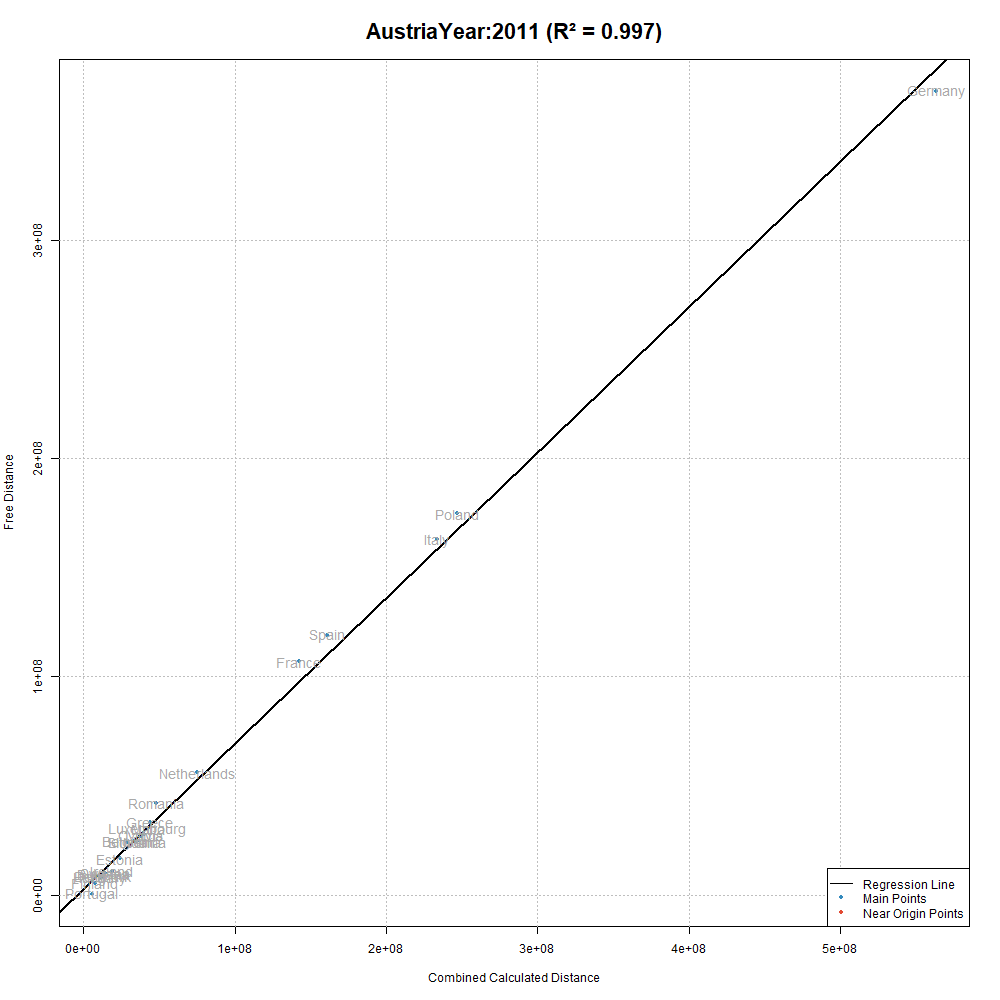 AustriaYear:2011 (R² = 0.997)
Germany
3e+08
2e+08
Free Distance
Poland
Italy
Spain
France
1e+08
Netherlands
Romania
Greece
Luxembourg
Estonia
Ireland
Finland
Portugal
0e+00
Regression Line
Main Points
Near Origin Points
0e+00 1e+08 2e+08 3e+08 4e+08 5e+08
Combined Calculated Distance